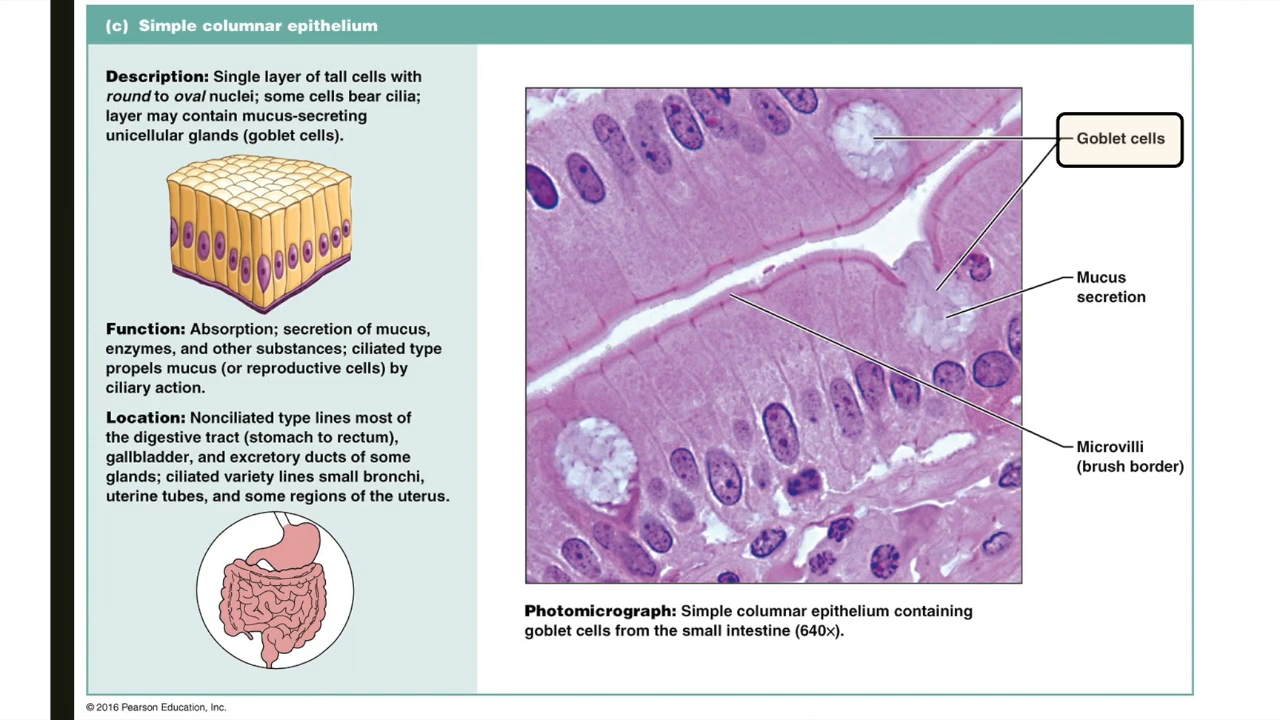 (c) Simple columnar epithelium
Description: Single layer of tall cells with
round to oval nuclei; some cells bear cilia;
layer may contain mucus-secreting
unicellular glands (goblet cells).
Function: Absorption; secretion of mucus,
enzymes, and other substances; ciliated type
propels mucus (or reproductive cells) by
ciliary action.
Location: Nonciliated type lines most of
the digestive tract (stomach to rectum),
gallbladder, and excretory ducts of some
glands; ciliated variety lines small bronchi,
uterine tubes, and some regions of the uterus.
Goblet cells
Mucus
secretion
Microvilli
(brush border)
Photomicrograph: Simple columnar epithelium containing
goblet cells from the small intestine (640×).
© 2016 Pearson Education, Inc.